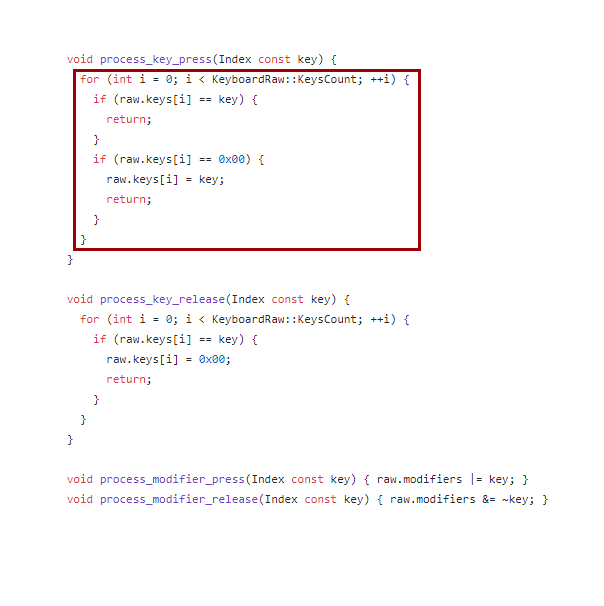 void process_key_press(Index const key) {
  for (int i = 0; i < KeyboardRaw::KeysCount; ++i) {
    if (raw.keys[i] == key) {
      return;
    }
    if (raw.keys[i] == 0x00) {
      raw.keys[i] = key;
      return;
    }
  }
}

void process_key_release(Index const key) {
  for (int i = 0; i < KeyboardRaw::KeysCount; ++i) {
    if (raw.keys[i] == key) {
      raw.keys[i] = 0x00;
      return;
    }
  }
}

void process_modifier_press(Index const key) { raw.modifiers |= key; }
void process_modifier_release(Index const key) { raw.modifiers &= ~key; }